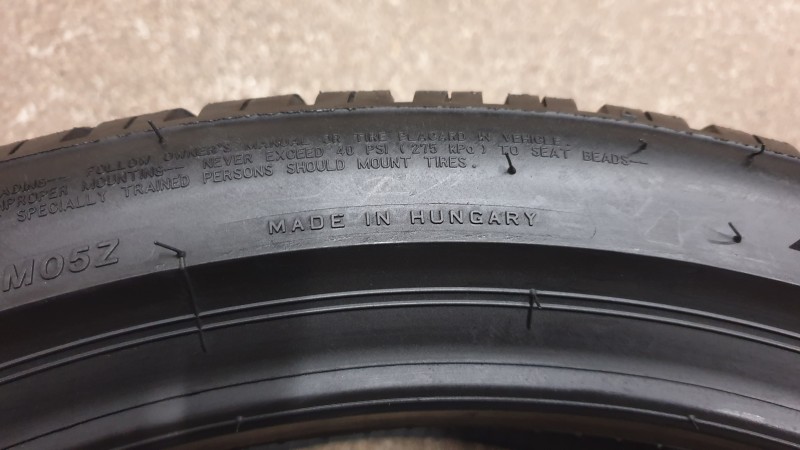 FOLLOW OWNER'S MANUAL OR TIRE PLACARD IN VEHICLE.
IMPROPER MOUNTING— NEVER EXCEED 40 PSI (275 KPa) TO SEAT BEADS—
SPECIALLY TRAINED PERSONS SHOULD MOUNT TIRES.
MADE IN HUNGARY
M05Z